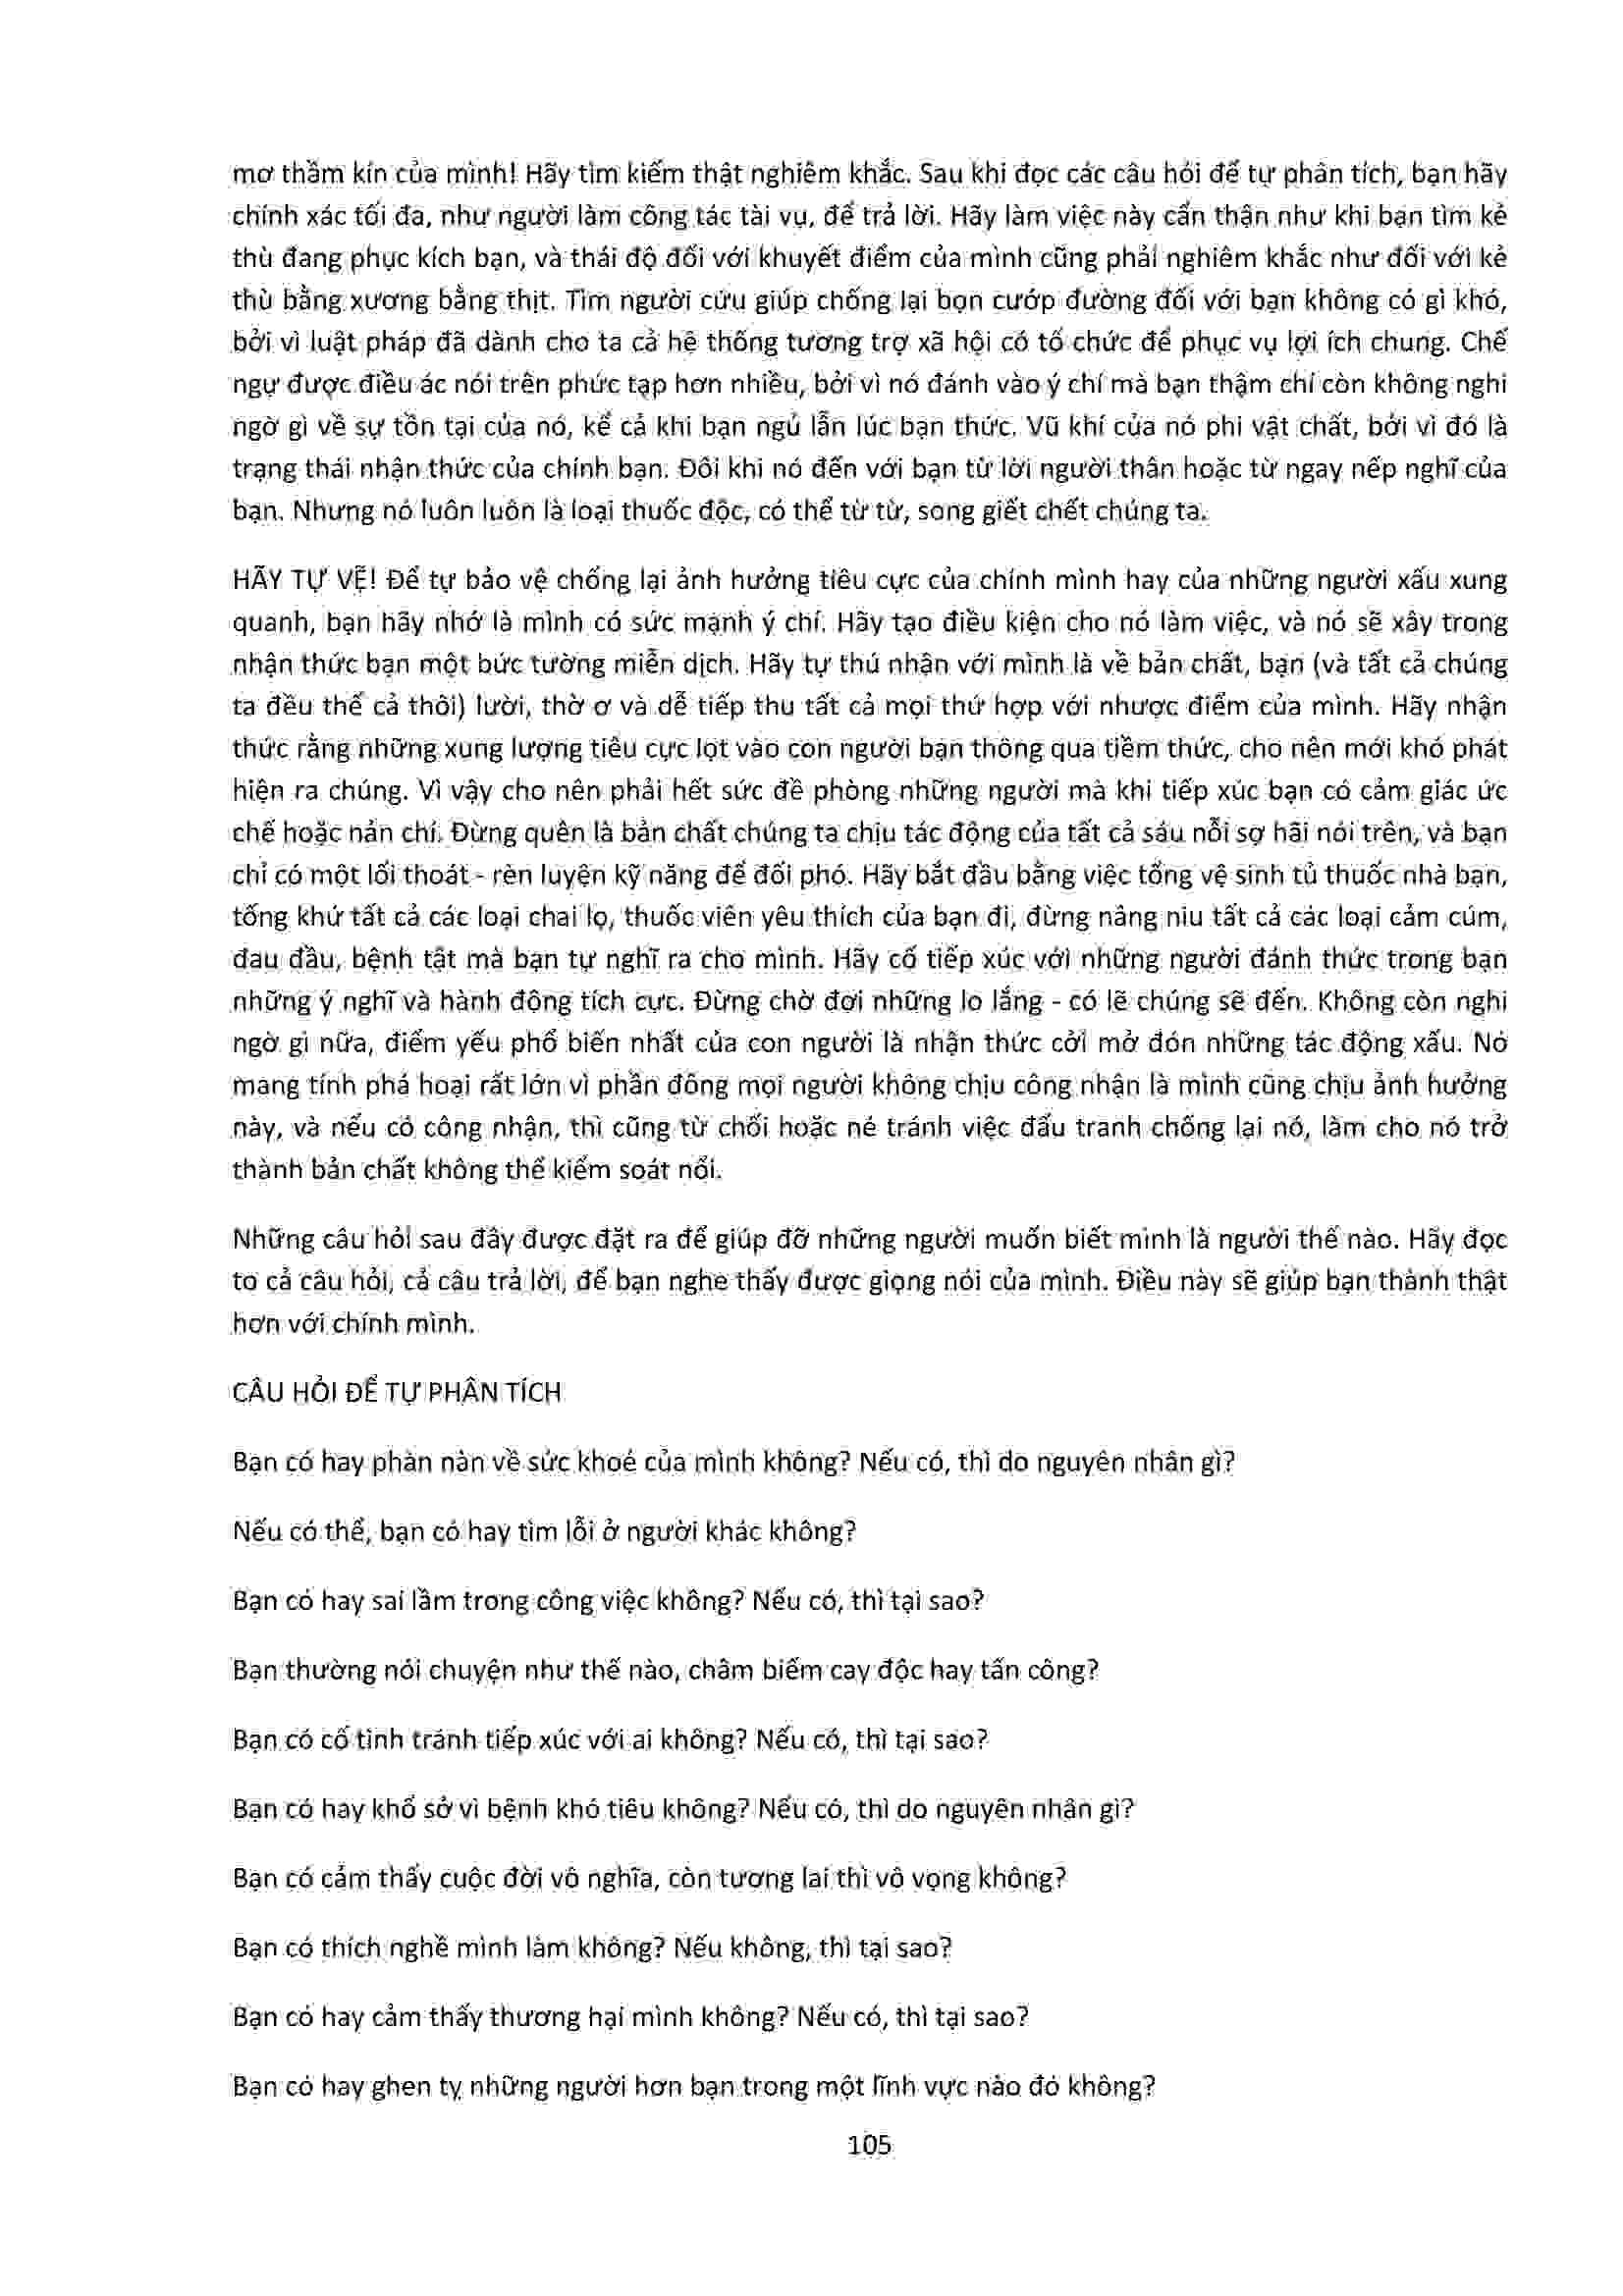 mơ thầm kín của mình! Hãy tìm kiếm thật nghiêm khắc. Sau khi đọc các câu hỏi để tự phân tích, bạn hãy
chính xác tối đa, như người làm công tác tài vụ, để trả lời. Hãy làm việc này cẩn thận như khi bạn tìm kẻ
thù đang phục kích bạn, và thái độ đối với khuyết điểm của mình cũng phải nghiêm khắc như đối với kẻ
thù bằng xương bằng thịt. Tìm người cứu giúp chống lại bọn cướp đường đối với bạn không có gì khó,
bởi vì luật pháp đã dành cho ta cả hệ thống tương trợ xã hội có tổ chức để phục vụ lợi ích chung. Chế
ngự được điều ác nói trên phức tạp hơn nhiều, bởi vì nó đánh vào ý chí mà bạn thậm chí còn không nghi
ngờ gì về sự tồn tại của nó, kể cả khi bạn ngủ lẫn lúc bạn thức. Vũ khí của nó phi vật chất, bởi vì đó là
trạng thái nhận thức của chính bạn. Đôi khi nó đến với bạn từ lời người thân hoặc từ ngay nếp nghĩ của
bạn. Nhưng nó luôn luôn là loại thuốc độc, có thể từ từ, song giết chết chúng ta.
HÃY TỰ VỆ! Để tự bảo vệ chống lại ảnh hưởng tiêu cực của chính mình hay của những người xấu xung
quanh, bạn hãy nhớ là mình có sức mạnh ý chí. Hãy tạo điều kiện cho nó làm việc, và nó sẽ xây trong
nhận thức bạn một bức tường miễn dịch. Hãy tự thú nhận với mình là về bản chất, bạn (và tất cả chúng
ta đều thế cả thôi) lười, thờ ơ và dễ tiếp thu tất cả mọi thứ hợp với nhược điểm của mình. Hãy nhận
thức rằng những xung lượng tiêu cực lọt vào con người bạn thông qua tiềm thức, cho nên mới khó phát
hiện ra chúng. Vì vậy cho nên phải hết sức đề phòng những người mà khi tiếp xúc bạn có cảm giác ức
chế hoặc nản chí. Đừng quên là bản chất chúng ta chịu tác động của tất cả sáu nỗi sợ hãi nói trên, và bạn
chỉ có một lối thoát - rèn luyện kỹ năng để đối phó. Hãy bắt đầu bằng việc tổng vệ sinh tủ thuốc nhà bạn,
tống khứ tất cả các loại chai lọ, thuốc viên yêu thích của bạn đi, đừng nâng niu tất cả các loại cảm cúm,
đau đầu, bệnh tật mà bạn tự nghĩ ra cho mình. Hãy cố tiếp xúc với những người đánh thức trong bạn
những ý nghĩ và hành động tích cực. Đừng chờ đợi những lo lắng - có lẽ chúng sẽ đến. Không còn nghi
ngờ gì nữa, điểm yếu phổ biến nhất của con người là nhận thức cởi mở đón những tác động xấu. Nó
mang tính phá hoại rất lớn vì phần đông mọi người không chịu công nhận là mình cũng chịu ảnh hưởng
này, và nếu có công nhận, thì cũng từ chối hoặc né tránh việc đấu tranh chống lại nó, làm cho nó trở
thành bản chất không thể kiểm soát nổi.
Những câu hỏi sau đây được đặt ra để giúp đỡ những người muốn biết mình là người thế nào. Hãy đọc
to cả câu hỏi, cả câu trả lời, để bạn nghe thấy được giọng nói của mình. Điều này sẽ giúp bạn thành thật
hơn với chính mình.
CÂU HỎI ĐỂ TỰ PHÂN TÍCH
Bạn có hay phàn nàn về sức khoẻ của mình không? Nếu có, thì do nguyên nhân gì?
Nếu có thể, bạn có hay tìm lỗi ở người khác không?
Bạn có hay sai lầm trong công việc không? Nếu có, thì tại sao?
Bạn thường nói chuyện như thế nào, châm biếm cay độc hay tấn công?
Bạn có cố tình tránh tiếp xúc với ai không? Nếu có, thì tại sao?
Bạn có hay khổ sở vì bệnh khó tiêu không? Nếu có, thì do nguyên nhân gì?
Bạn có cảm thấy cuộc đời vô nghĩa, còn tương lai thì vô vọng không?
Bạn có thích nghề mình làm không? Nếu không, thì tại sao?
Bạn có hay cảm thấy thương hại mình không? Nếu có, thì tại sao?
Bạn có hay ghen tỵ những người hơn bạn trong một lĩnh vực nào đó không?
105